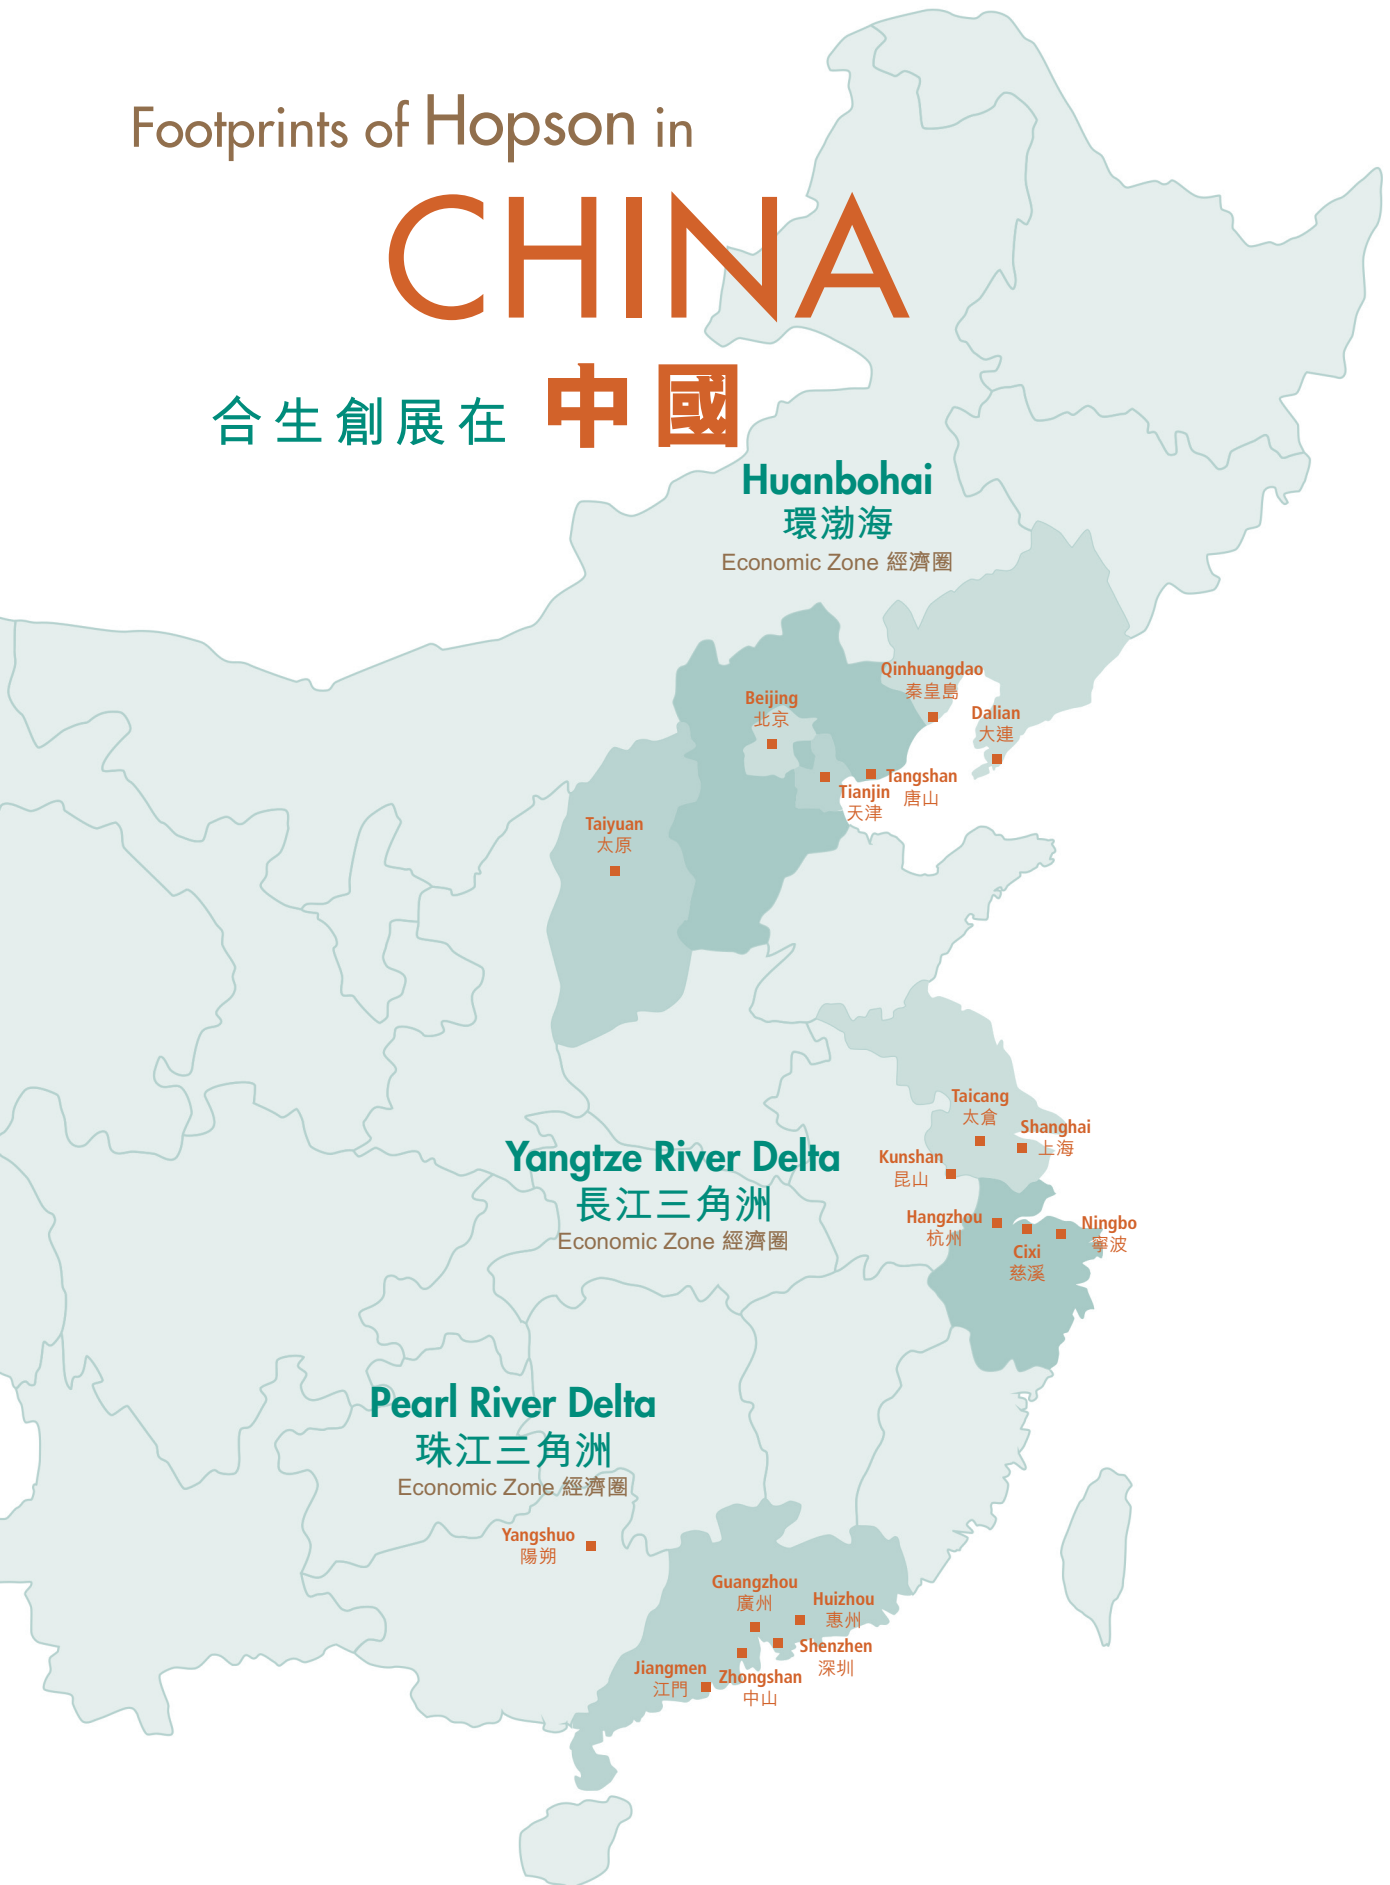 Footprints of Hopson in
CHINA
合生創展在 中國
Huanbohai
環渤海
Economic Zone 經濟圈
Qinhuangdao
秦皇島
Beijing
北京
Dalian
大連
Tangshan
唐山
Tianjin
天津
Taiyuan
太原
Taicang
太倉
Shanghai
上海
Yangtze River Delta
長江三角洲
Economic Zone 經濟圈
Kunshan
昆山
Hangzhou
杭州
Ningbo
寧波
Cixi
慈溪
Pearl River Delta
珠江三角洲
Economic Zone 經濟圈
Yangshuo
陽朔
Guangzhou
廣州
Huizhou
惠州
Shenzhen
深圳
Jiangmen
江門
Zhongshan
中山